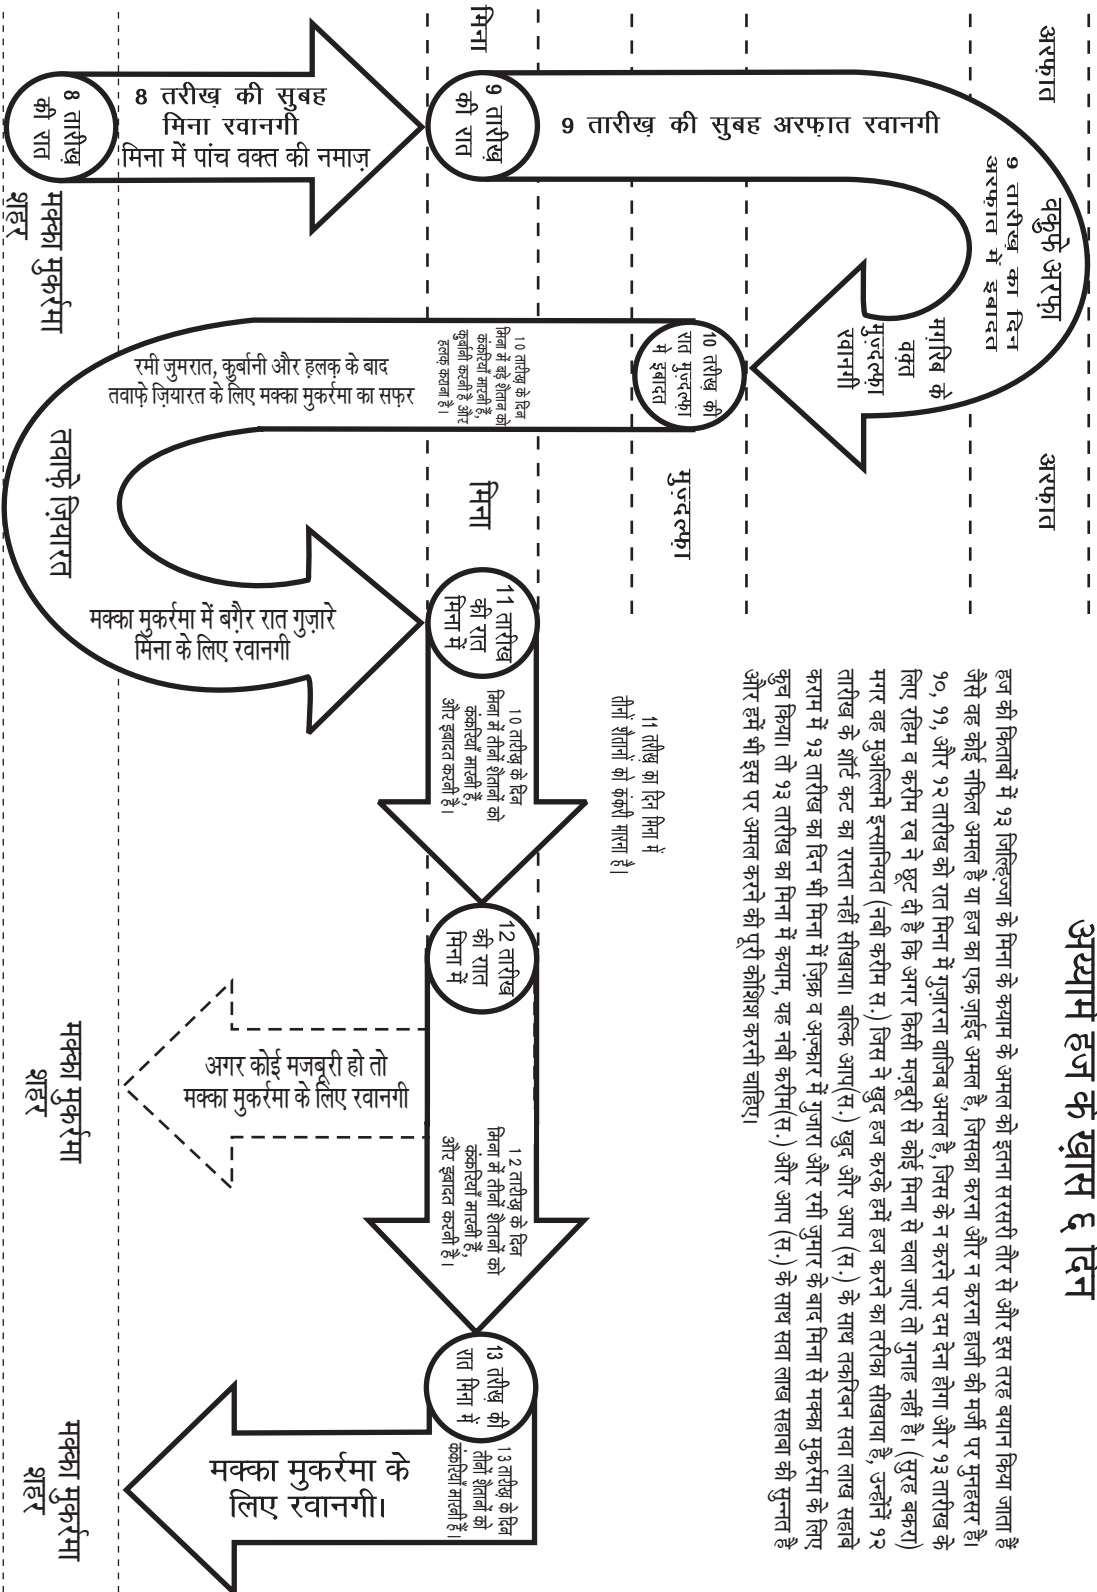 अय्याम हज के ख़ास ६ दिन
हज की किताबों में १३ जिल्हिज्जा के मिना के कयाम के अमल को इतना सरसरी तौर से और इस तरह बयान किया जाता है
जैसे वह कोई नफिल अमल है या हज का एक ज़ाईद अमल है, जिसका करना और न करना हाजी की मर्जी पर मुनहसर है।
१०, ११, और १२ तारीख को रात मिना में गुज़ारना वाजिब अमल है, जिस के न करने पर दम देना होगा और १३ तारीख के
लिए रहिम व करीम रब ने छूट दी है कि अगर किसी मज़बूरी से कोई मिना से चला जाएं तो गुनाह नहीं है। (सुरह बकरा)
मगर वह मुअल्लिमे इन्सानियत (नबी करीम स.) जिस ने खुद हज करके हमें हज करने का तरीका सीखाया है, उन्होंनें १२
तारीख के शॉर्ट कट का रास्ता नहीं सीखाया। बल्कि आप(स.) खुद और आप (स.) के साथ तकरिबन सवा लाख सहाबे
कराम में १३ तारीख का दिन भी मिना में ज़िक्र व अज़्कार में गुजारा और रमी जुमार के बाद मिना से मक्का मुकर्रमा के लिए
कुच किया। तो १३ तारीख का मिना में कयाम, यह नबी करीम(स.) और आप (स.) के साथ सवा लाख सहाबा की सुन्नत है
और हमें भी इस पर अमल करने की पूरी कोशिश करनी चाहिए।
अरफ़ात
अरफ़ात
मिना
मुज़्दल्फ़ा
मिना
मक्का मुकर्रमा
शहर
8 तारीख़
की रात
8 तरीख़ की सुबह
मिना रवानगी
मिना में पांच वक्त की नमाज़
9 तारीख़
की रात
9 तारीख़ की सुबह अरफ़ात रवानगी
वकुफे अरफ़ा
9 तारीख़ का दिन
अरफ़ात में इबादत
मग़रिब के
वक़्त
मुज़्दल्फ़ा
रवानगी
10 तरीख़ की
रात मुज़्दल्फ़ा
मे इबादत
10 तारीख़ के दिन
मिना में बड़े शैतान को
कंकरियाँ मारनी हैं,
कुर्बानी करनी है और
हलक़ कराना है।
रमी जुमरात, कुर्बानी और हलक़ के बाद
तवाफे़ ज़ियारत के लिए मक्का मुकर्रमा का सफर
तवाफ़े ज़ियारत
मक्का मुकर्रमा में बग़ैर रात गुज़ारे
मिना के लिए रवानगी
11 तारीख
की रात
मिना में
10 तारीख़ के दिन
मिना में तीनों शैतानों को
कंकरियाँ मारनी हैं,
और इबादत करनी है।
11 तरीख़ का दिन मिना में
तीनों शैतानों को कंकरी मारना है।
12 तारीख
की राात
मिना में
अगर कोई मजबूरी हो तो
मक्का मुकर्रमा के लिए रवानगी
मक्का मुकर्रमा
शहर
12 तारीख़ के दिन
मिना में तीनों शैतानों को
कंकरियाँ मारनी हैं,
और इबादत करनी है।
13 तरीख़ की
रात मिना में
13 तारीख़ के दिन
तीनों शैतानों को
कंकरियाँ मारनी हैं।
मक्का मुकर्रमा के
लिए रवानगी।
मक्का मुकर्रमा
शहर